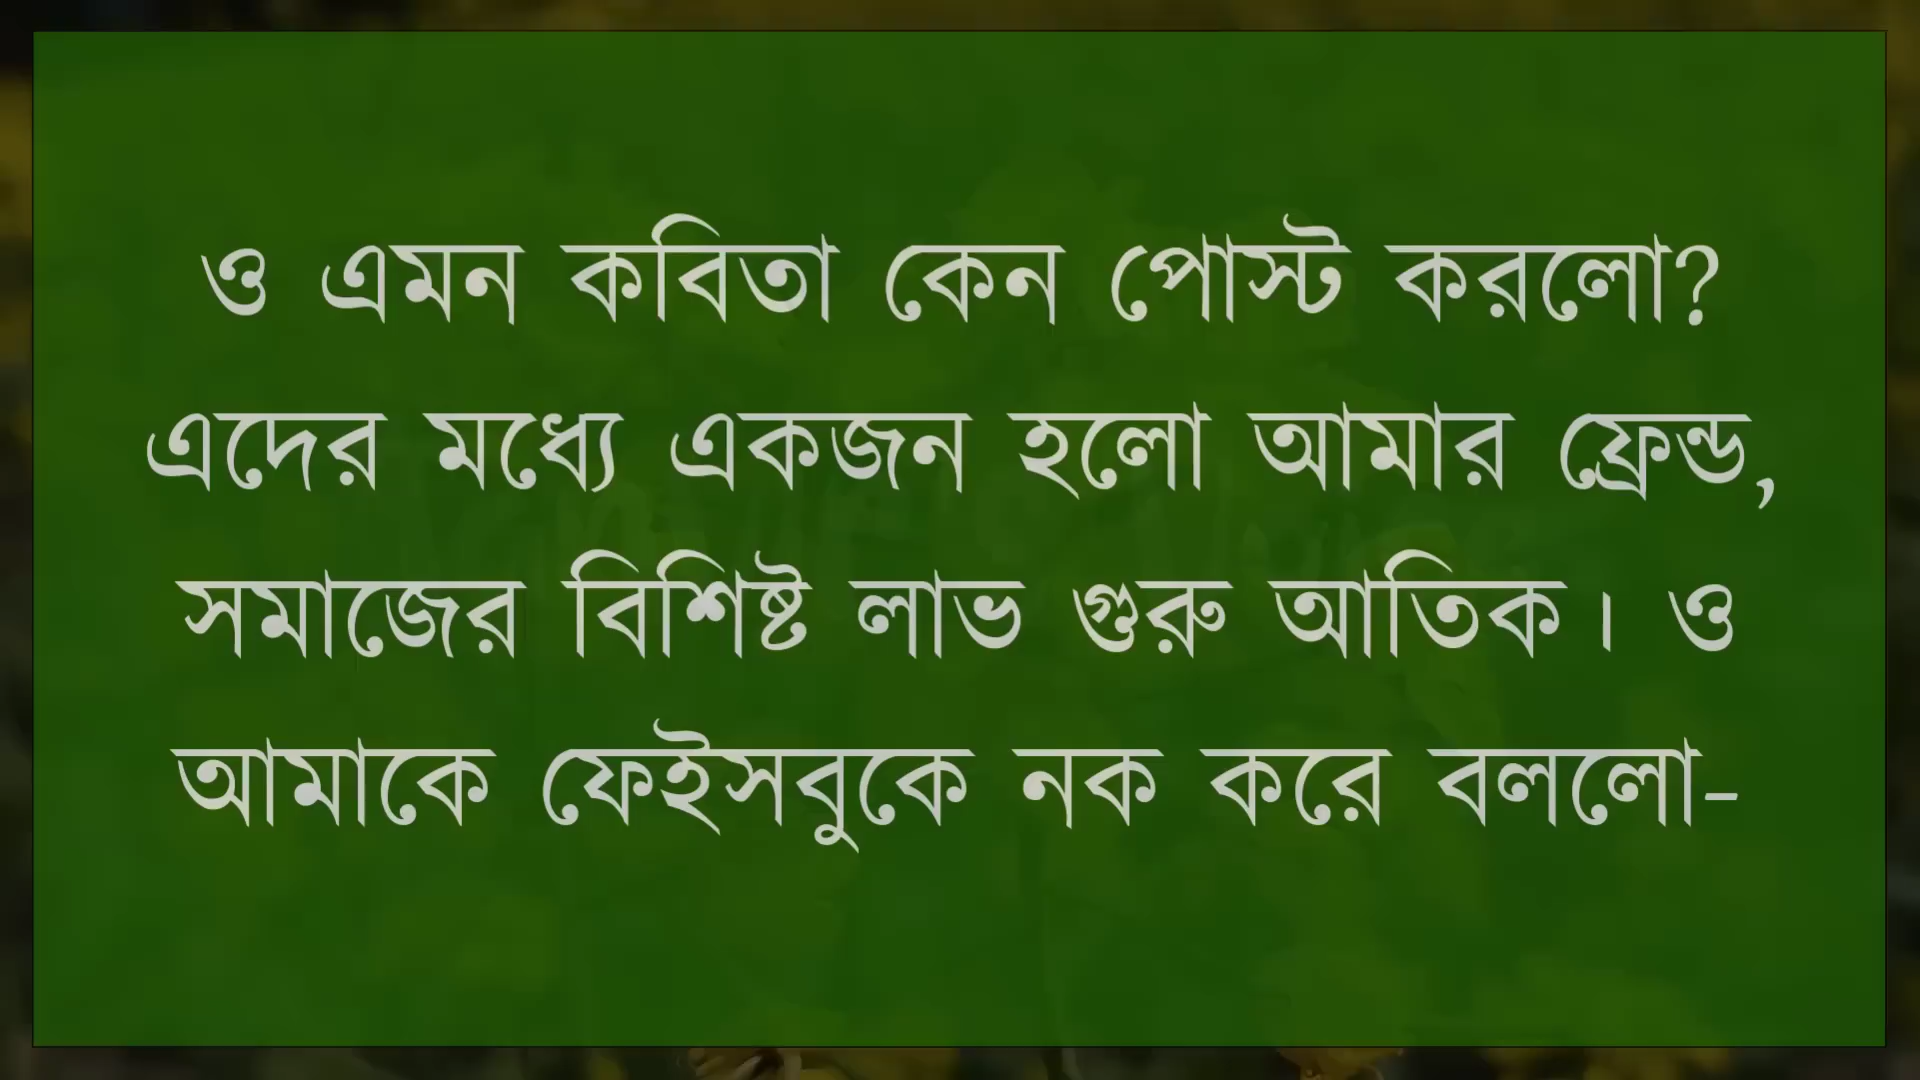 ও এমন কবিতা কেন পোস্ট করলো?
এদের মধ্যে একজন হলো আমার ফ্রেন্ড,
সমাজের বিশিষ্ট লাভ গুরু আতিক। ও
আমাকে ফেইসবুকে নক করে বললো-